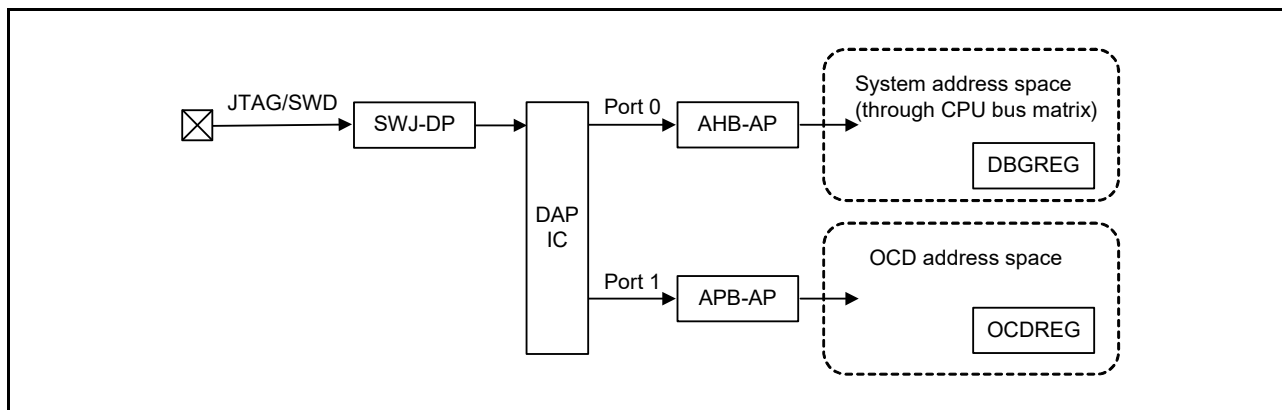 JTAG/SWD
SWJ-DP
DAP
IC
Port 0
AHB-AP
System address space
(through CPU bus matrix)
DBGREG
Port 1
APB-AP
OCD address space
OCDREG